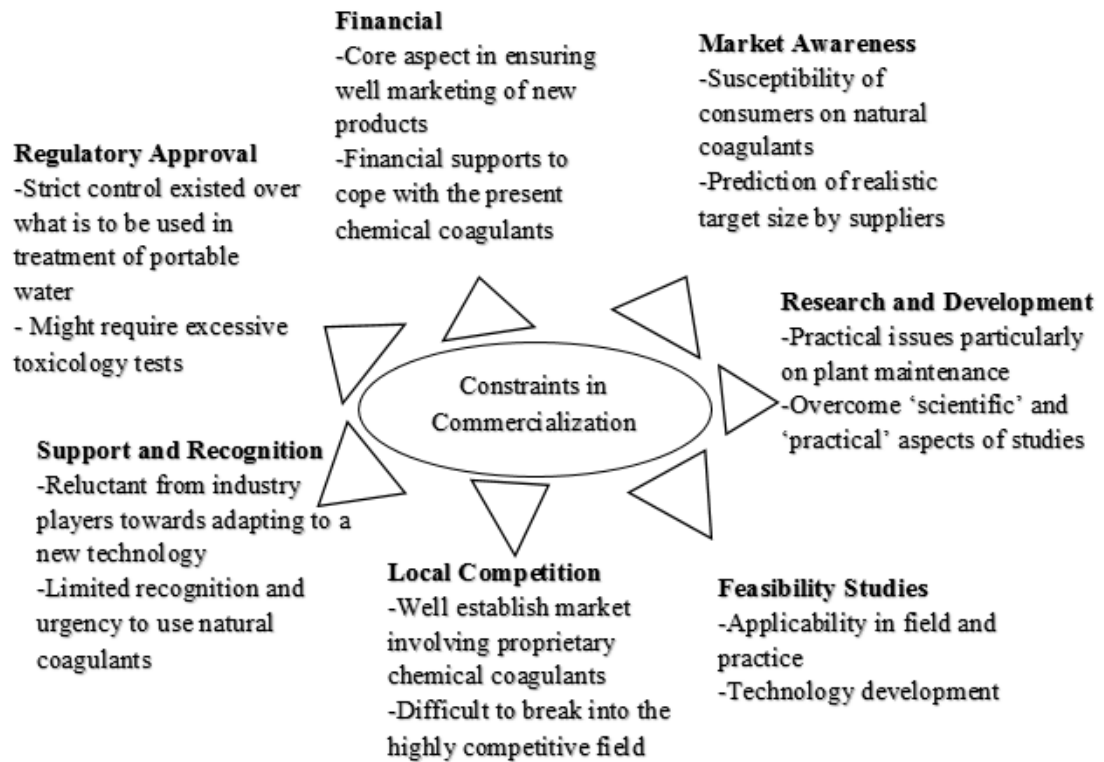 Financial
-Core aspect in ensuring
well marketing of new
products
-Financial supports to
cope with the present
chemical coagulants
Market Awareness
-Susceptibility of
consumers on natural
coagulants
-Prediction of realistic
target size by suppliers
Regulatory Approval
-Strict control existed over
what is to be used in
treatment of portable
water
- Might require excessive
toxicology tests
Research and Development
-Practical issues particularly
on plant maintenance
-Overcome ‘scientific’ and
‘practical’ aspects of studies
Constraints in
Commercialization
Support and Recognition
-Reluctant from industry
players towards adapting to a
new technology
-Limited recognition and
urgency to use natural
coagulants
Local Competition
-Well establish market
involving proprietary
chemical coagulants
-Difficult to break into the
highly competitive field
Feasibility Studies
-Applicability in field and
practice
-Technology development